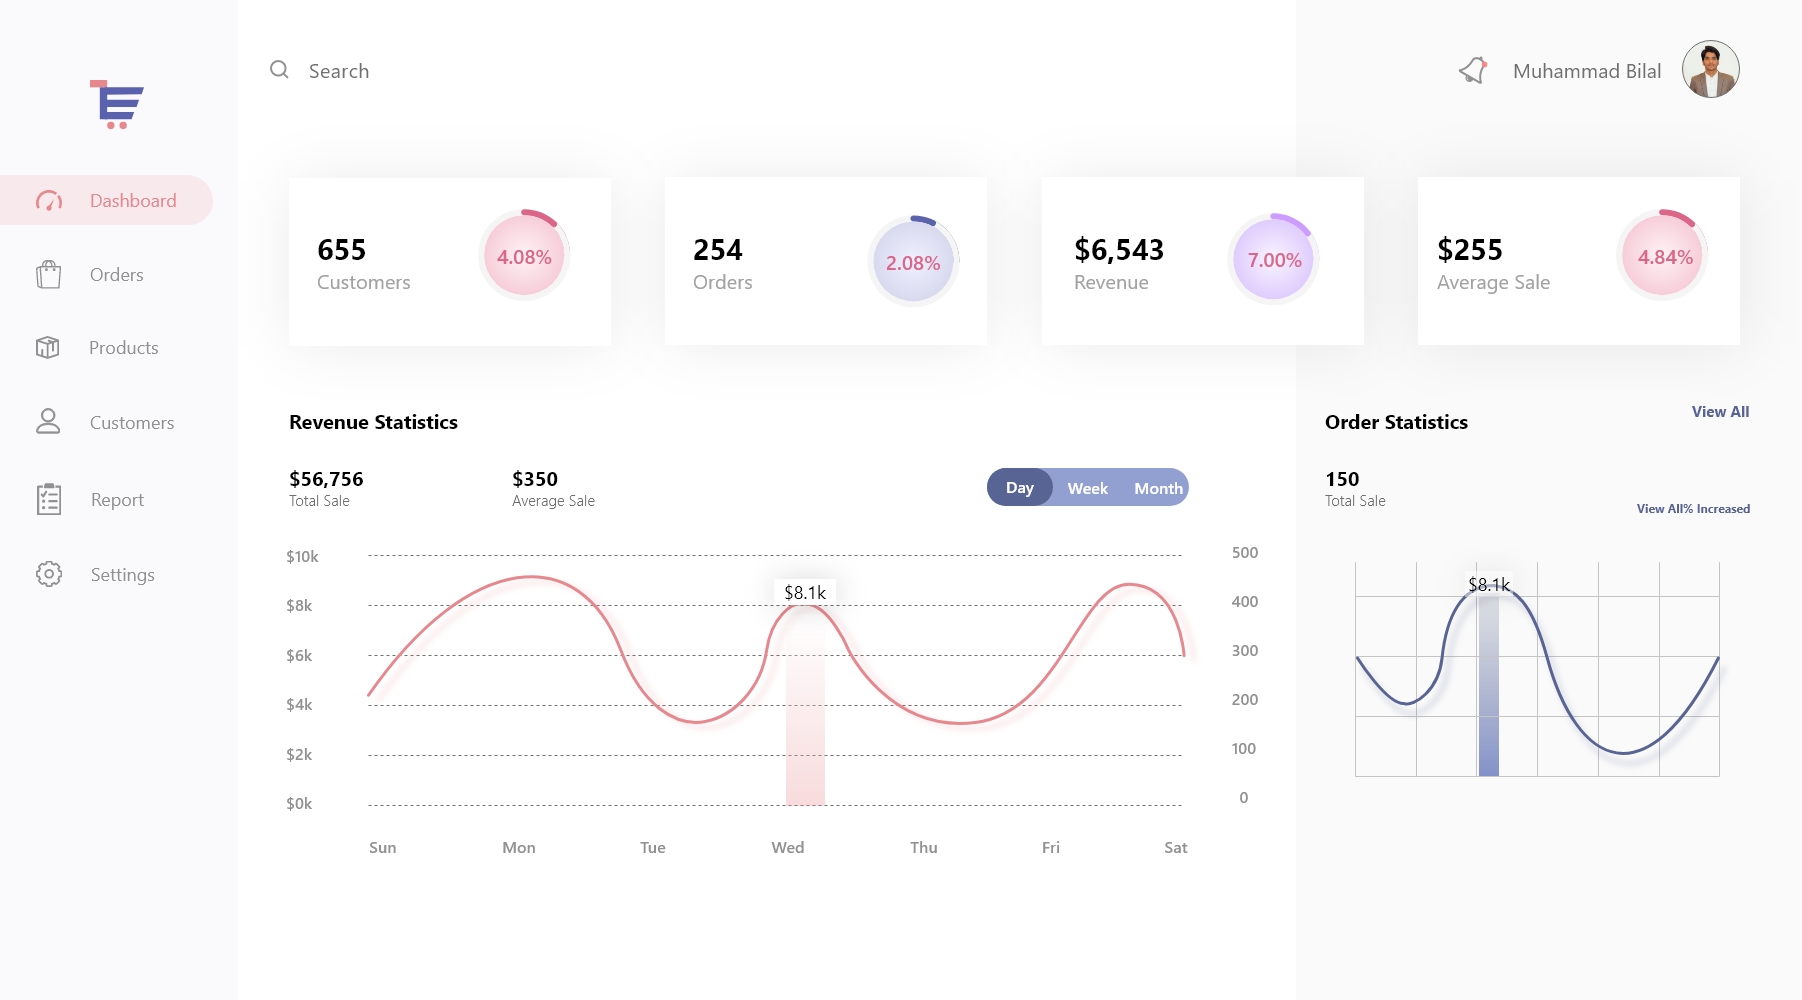 Search
Muhammad Bilal
Dashboard
Orders
Products
Customers
Report
Settings
655
Customers
4.08%
254
Orders
2.08%
$6,543
Revenue
7.00%
$255
Average Sale
4.84%
Revenue Statistics
$56,756
Total Sale
$350
Average Sale
Day Week Month
$10k
$8k
$6k
$4k
$2k
$0k
$8.1k
500
400
300
200
100
0
Sun Mon Tue Wed Thu Fri Sat
Order Statistics
View All
150
Total Sale
View All% Increased
$8.1k